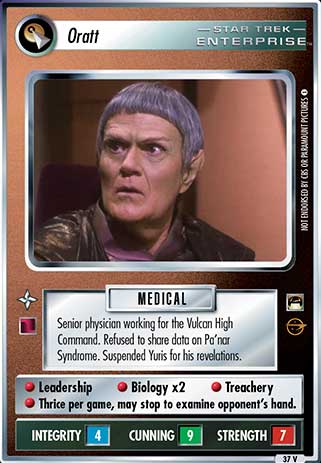 Oratt
STAR TREK
ENTERPRISE™
NOT ENDORSED BY CBS OR PARAMOUNT PICTURES
MEDICAL
Senior physician working for the Vulcan High
Command. Refused to share data on Pa'nar
Syndrome. Suspended Yuris for his revelations.
• Leadership • Biology x2 • Treachery
• Thrice per game, may stop to examine opponent's hand.
INTEGRITY 4 CUNNING 9 STRENGTH 7
37 V